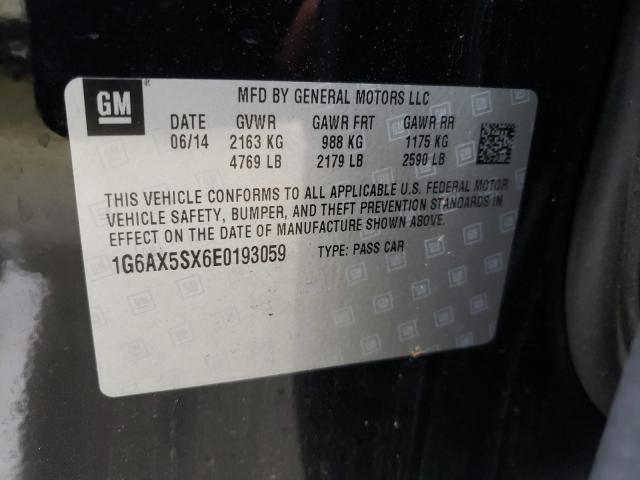 GM
MFD BY GENERAL MOTORS LLC
DATE GVWR GAWR FRT GAWR RR
06/14 2163 KG 988 KG 1175 KG
4769 LB 2179 LB 2590 LB
THIS VEHICLE CONFORMS TO ALL APPLICABLE U.S. FEDERAL MOTOR
VEHICLE SAFETY, BUMPER, AND THEFT PREVENTION STANDARDS IN
EFFECT ON THE DATE OF MANUFACTURE SHOWN ABOVE.
1G6AX5SX6E0193059 TYPE: PASS CAR